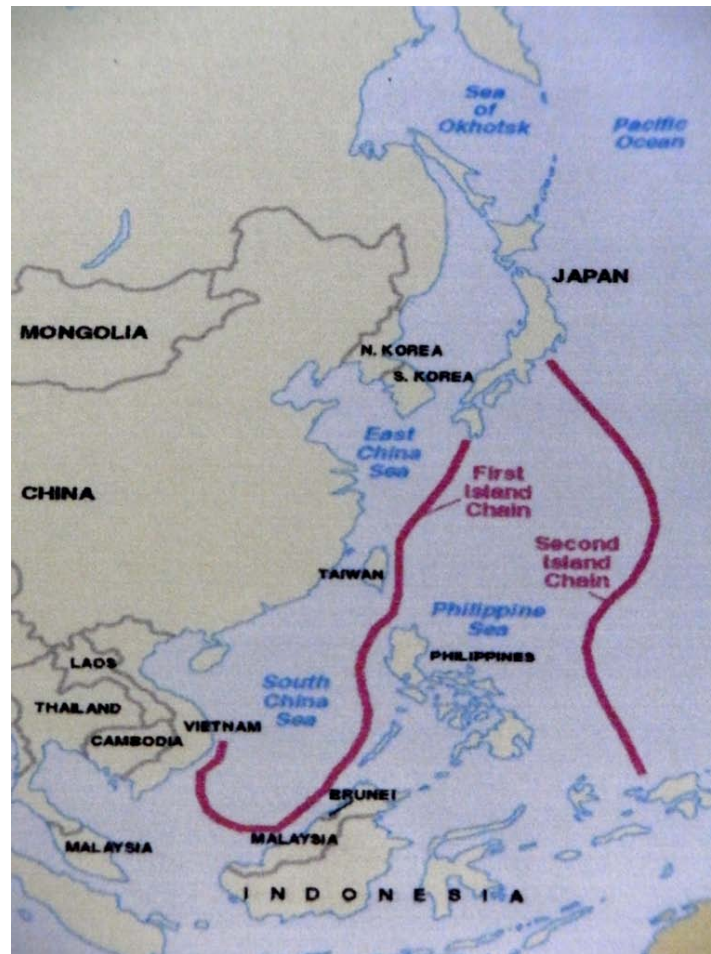 Sea
of
Okhotsk
Pacific
Ocean
JAPAN
MONGOLIA
N. KOREA
S. KOREA
East
China
Sea
First
Island
Chain
CHINA
Second
Island
Chain
TAIWAN
Philippine
Sea
PHILIPPINES
LAOS
South
China
Sea
THAILAND
VIETNAM
CAMBODIA
BRUNEI
MALAYSIA
MALAYSIA
INDONESIA